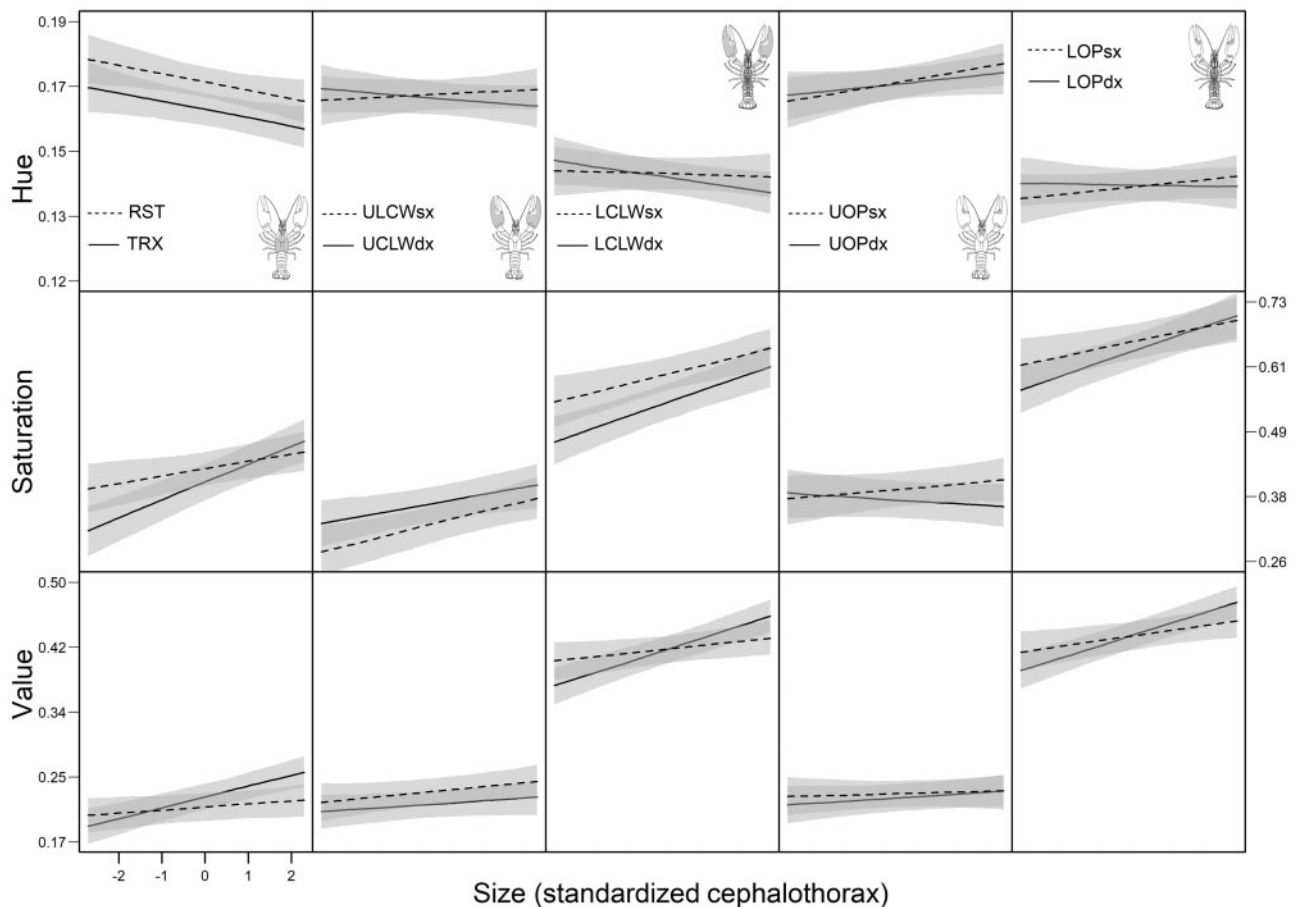 Hue
0.19
0.17
0.15
0.13
0.12
RST
TRX
ULCWsx
UCLWdx
LCLWsx
LCLWdx
UOPsx
UOPdx
LOPsx
LOPdx
Saturation
0.73
0.61
0.49
0.38
0.26
Value
0.50
0.42
0.34
0.25
0.17
-2 -1 0 1 2
Size (standardized cephalothorax)